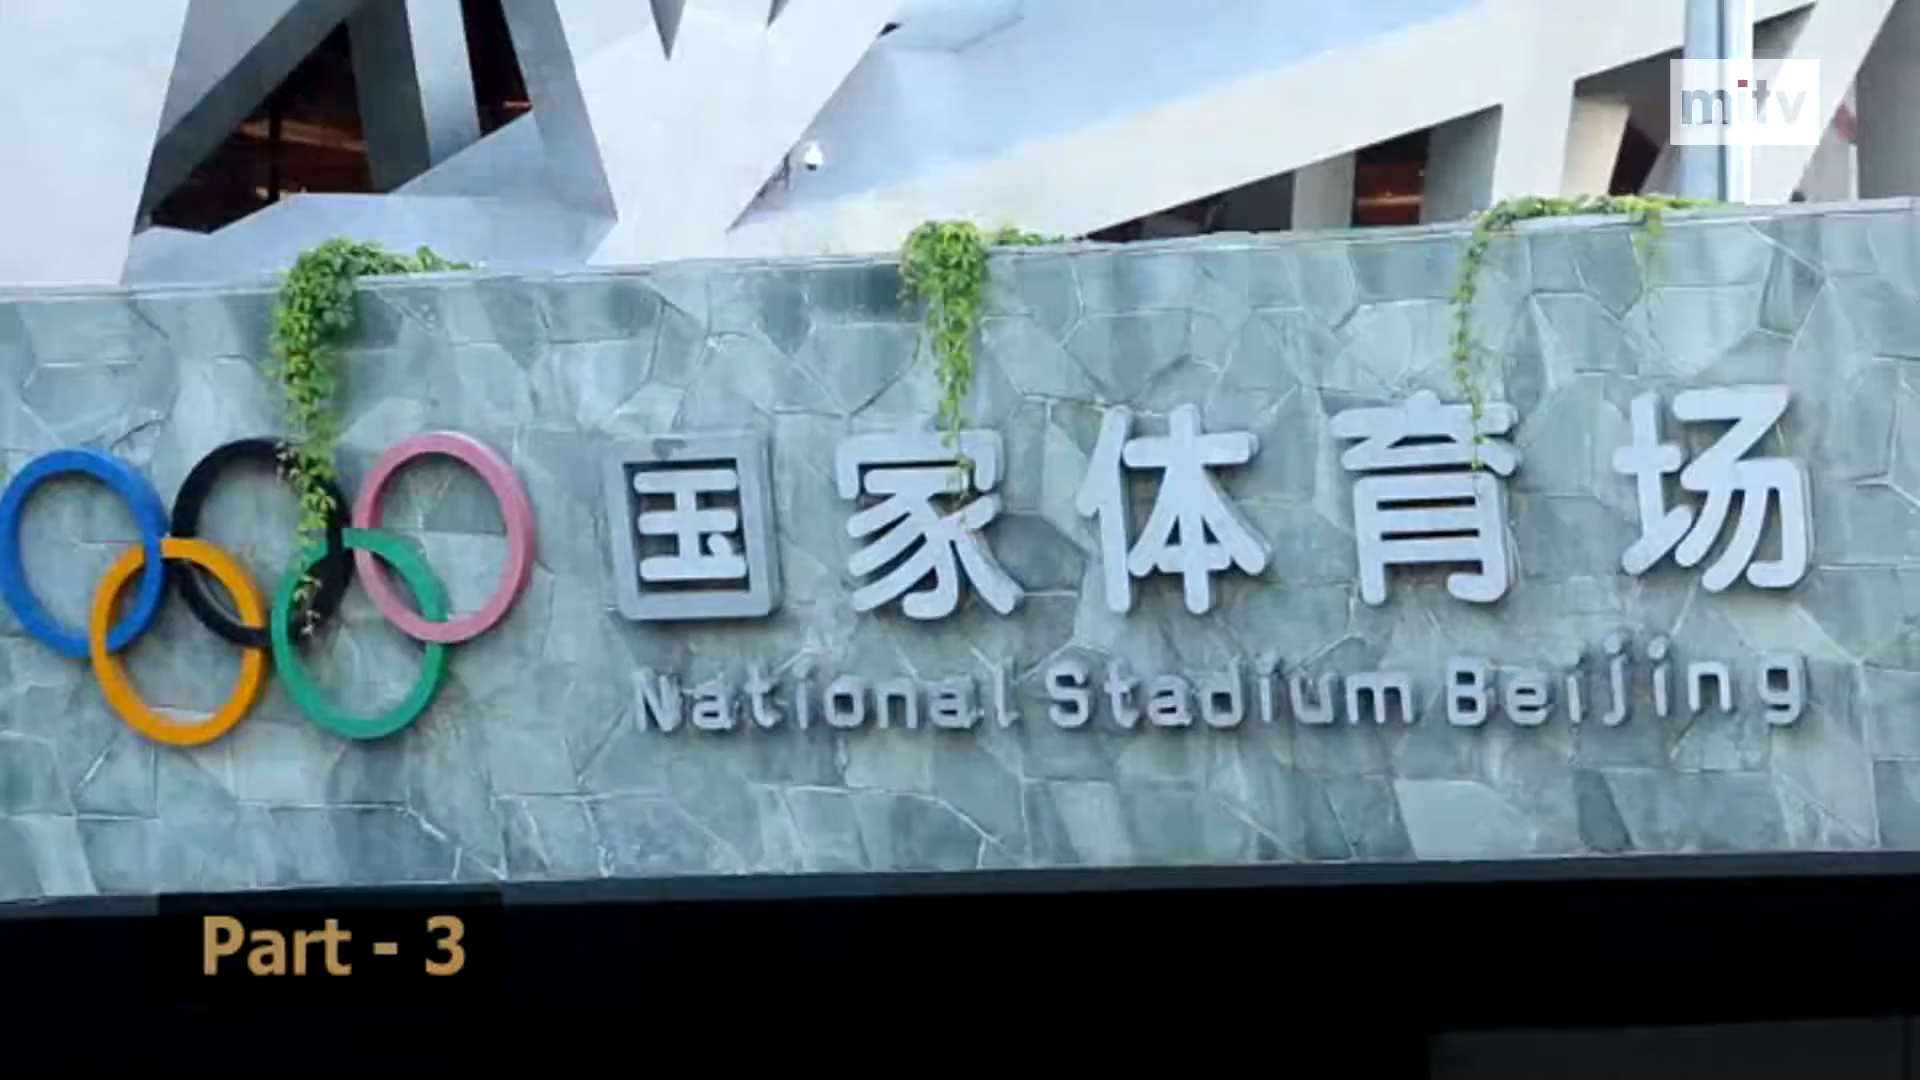 mitv
国家体育场
National Stadium Beijing
Part - 3